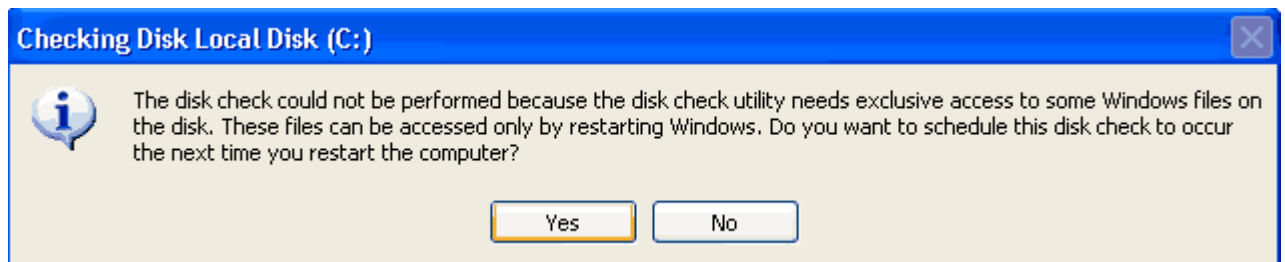 Checking Disk Local Disk (C:)
The disk check could not be performed because the disk check utility needs exclusive access to some Windows files on
the disk. These files can be accessed only by restarting Windows. Do you want to schedule this disk check to occur
the next time you restart the computer?
Yes No